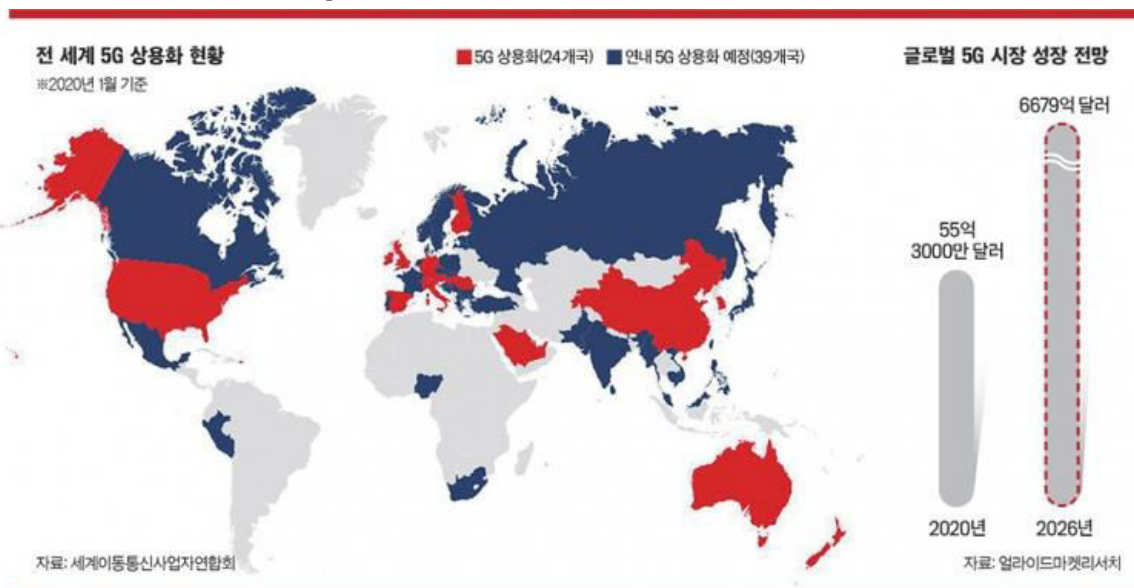 전 세계 5G 상용화 현황
※2020년 1월 기준
5G 상용화(24개국)
연내 5G 상용화 예정(39개국)
자료: 세계이동통신사업자연합회
글로벌 5G 시장 성장 전망
55억
3000만 달러
6679억 달러
2020년
2026년
자료: 얼라이드마켓리서치